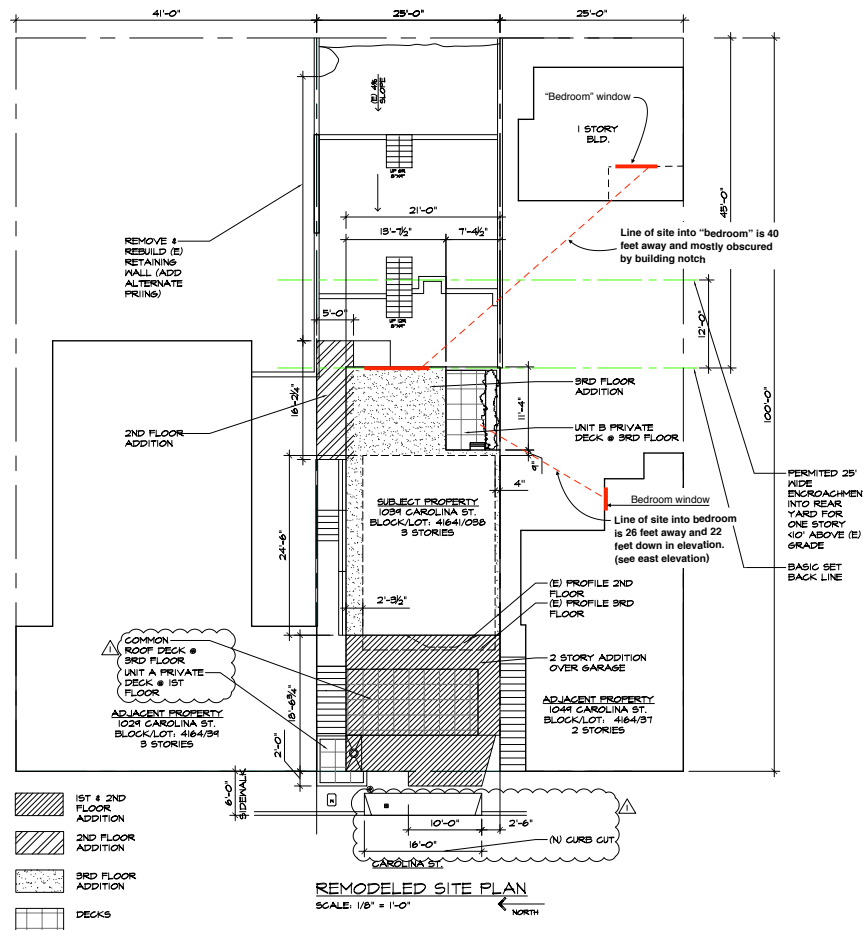 41'-0"
25'-0"
25'-0"
(E) 4%
SLOPE
"Bedroom" window
1 STORY
BLD.
21'-0"
13'-7½"
7'-4½"
45'-0"
REMOVE &
REBUILD (E)
RETAINING
WALL (ADD
ALTERNATE
PRIING)
Line of site into "bedroom" is 40
feet away and mostly obscured
by building notch
5'-0"
12'-0"
100'-0"
16'-2¼"
3RD FLOOR
ADDITION
11'-4"
2ND FLOOR
ADDITION
UNIT B PRIVATE
DECK @ 3RD FLOOR
9"
4"
PERMITED 25'
WIDE
ENCROACHMEN
INTO REAR
YARD FOR
ONE STORY
<10' ABOVE (E)
GRADE
SUBJECT PROPERTY
1039 CAROLINA ST.
BLOCK/LOT: 41641/038
3 STORIES
Bedroom window
Line of site into bedroom
is 26 feet away and 22
feet down in elevation.
(see east elevation)
24'-6"
BASIC SET
BACK LINE
2'-3½"
(E) PROFILE 2ND
FLOOR
(E) PROFILE 3RD
FLOOR
1
COMMON
ROOF DECK @
3RD FLOOR
UNIT A PRIVATE
DECK @ 1ST
FLOOR
2 STORY ADDITION
OVER GARAGE
18'-6¾"
ADJACENT PROPERTY
1029 CAROLINA ST.
BLOCK/LOT: 4164/39
3 STORIES
ADJACENT PROPERTY
1049 CAROLINA ST.
BLOCK/LOT: 4164/37
2 STORIES
2'-0"
6'-0"
SIDEWALK
1ST & 2ND
FLOOR
ADDITION
1
10'-0"
2'-6"
2ND FLOOR
ADDITION
16'-0"
(N) CURB CUT
CAROLINA ST.
3RD FLOOR
ADDITION
REMODELED SITE PLAN
SCALE: 1/8" = 1'-0"
NORTH
DECKS